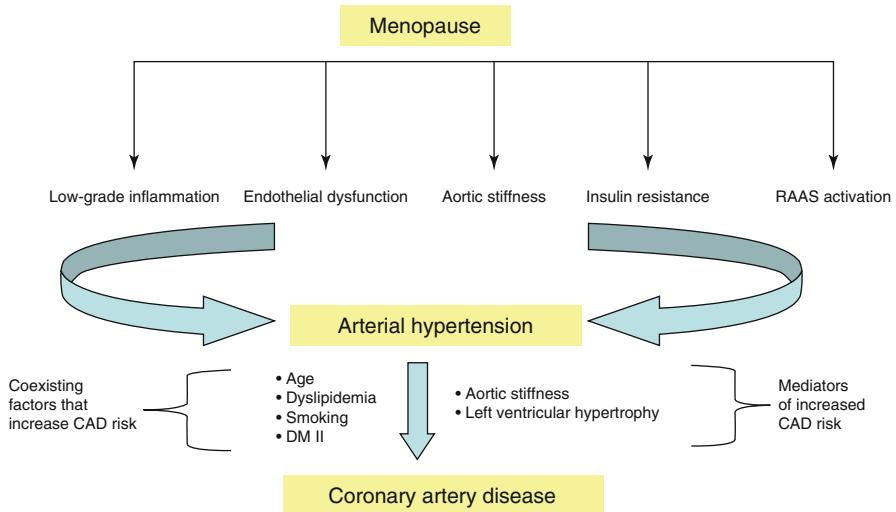 Menopause
Low-grade inflammation
Endothelial dysfunction
Aortic stiffness
Insulin resistance
RAAS activation
Arterial hypertension
Coexisting
factors that
increase CAD risk
• Age
• Dyslipidemia
• Smoking
• DM II
• Aortic stiffness
• Left ventricular hypertrophy
Mediators
of increased
CAD risk
Coronary artery disease